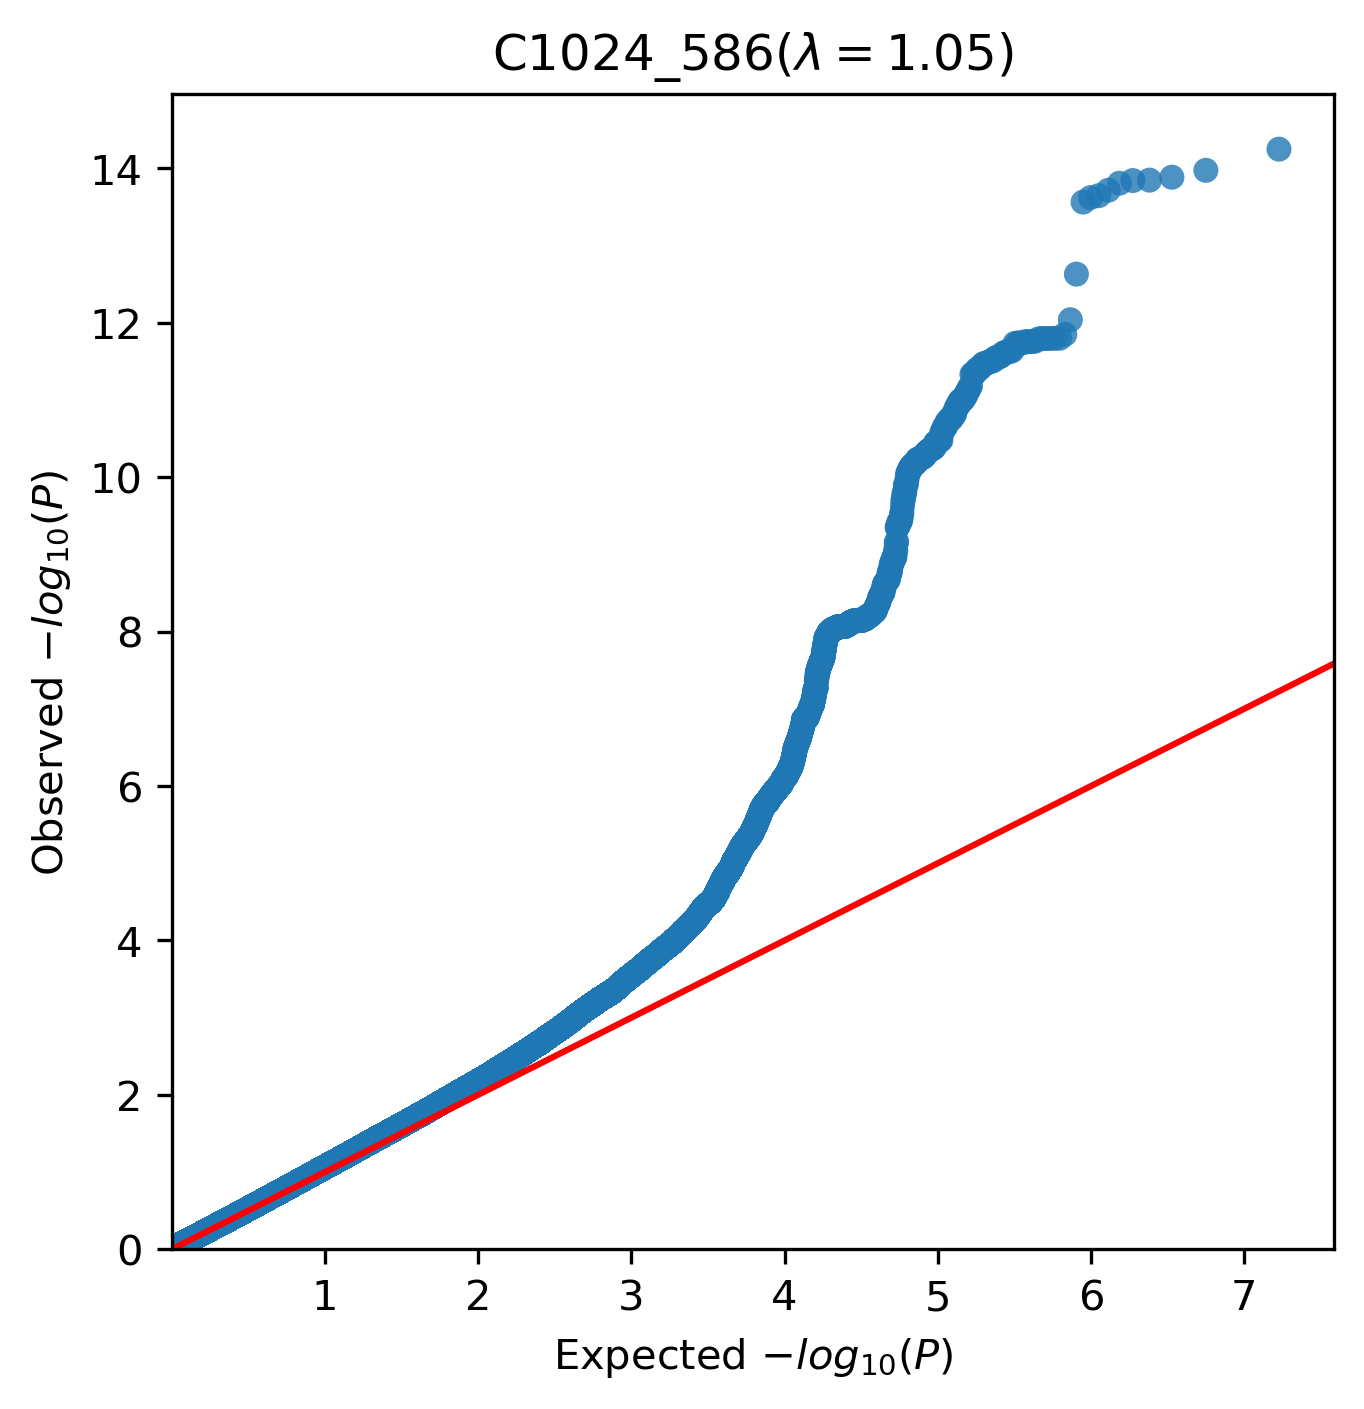 C1024_586(λ = 1.05)
Observed −log₁₀(P)
14
12
10
8
6
4
2
0
1 2 3 4 5 6 7
Expected −log₁₀(P)